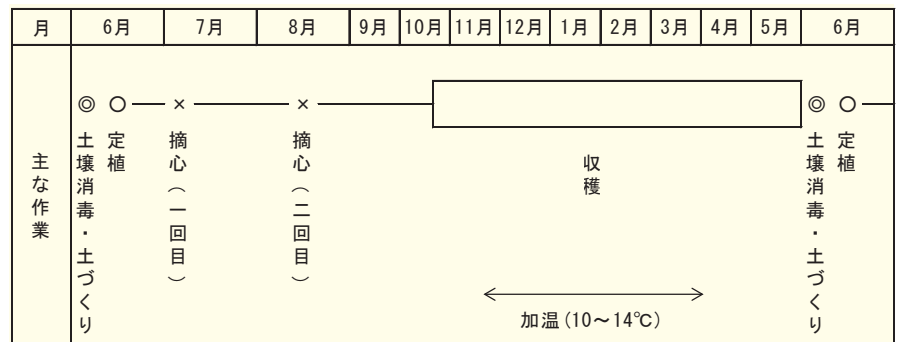 月
6月
7月
8月
9月
10月
11月
12月
1月
2月
3月
4月
5月
6月
主な作業
◎
○
×
×
◎
○
土壌消毒・土づくり
定植
摘心（一回目）
摘心（二回目）
収穫
土壌消毒・土づくり
定植
加温(10～14℃)